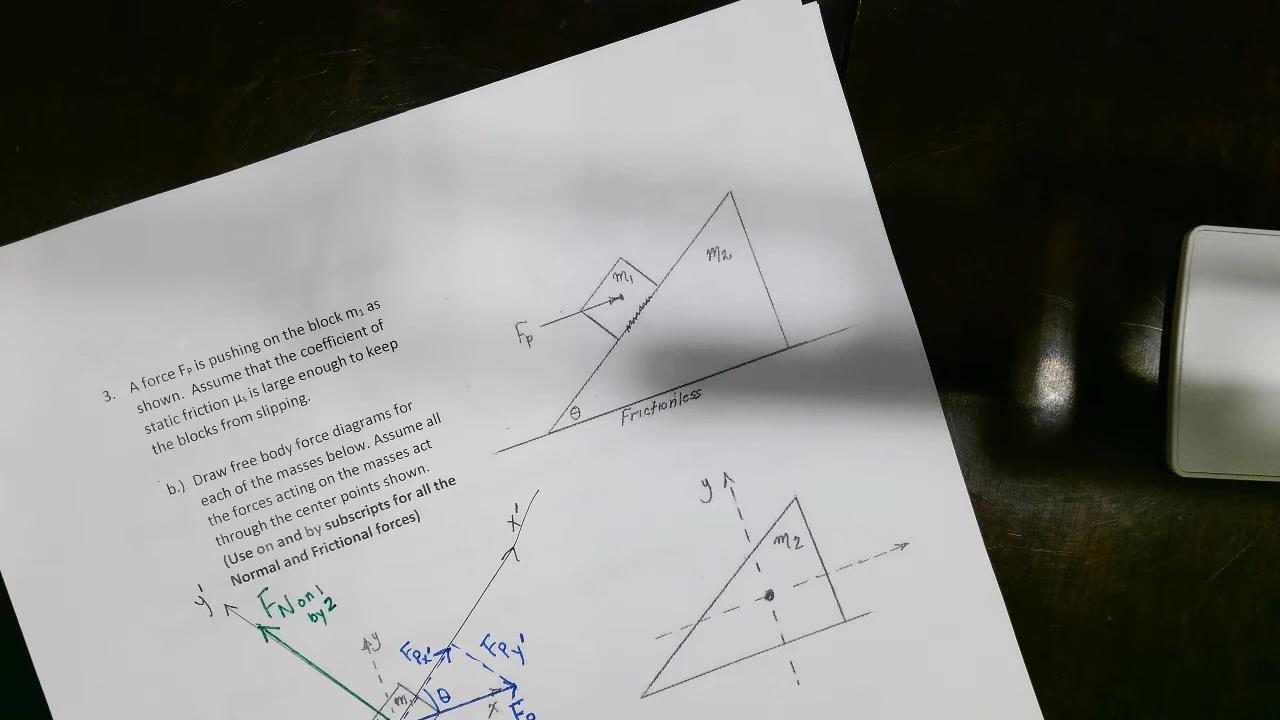 3. A force Fₚ is pushing on the block m₁ as
shown. Assume that the coefficient of
static friction μₛ is large enough to keep
the blocks from slipping.
b.) Draw free body force diagrams for
each of the masses below. Assume all
the forces acting on the masses act
through the center points shown.
(Use on and by subscripts for all the
Normal and Frictional forces)
m₁
m₂
Fₚ
θ
Frictionless
y
m₂
x'
y'
F N on 1
by 2
y
Fₚₓ'
Fₚᵧ'
m
θ
x